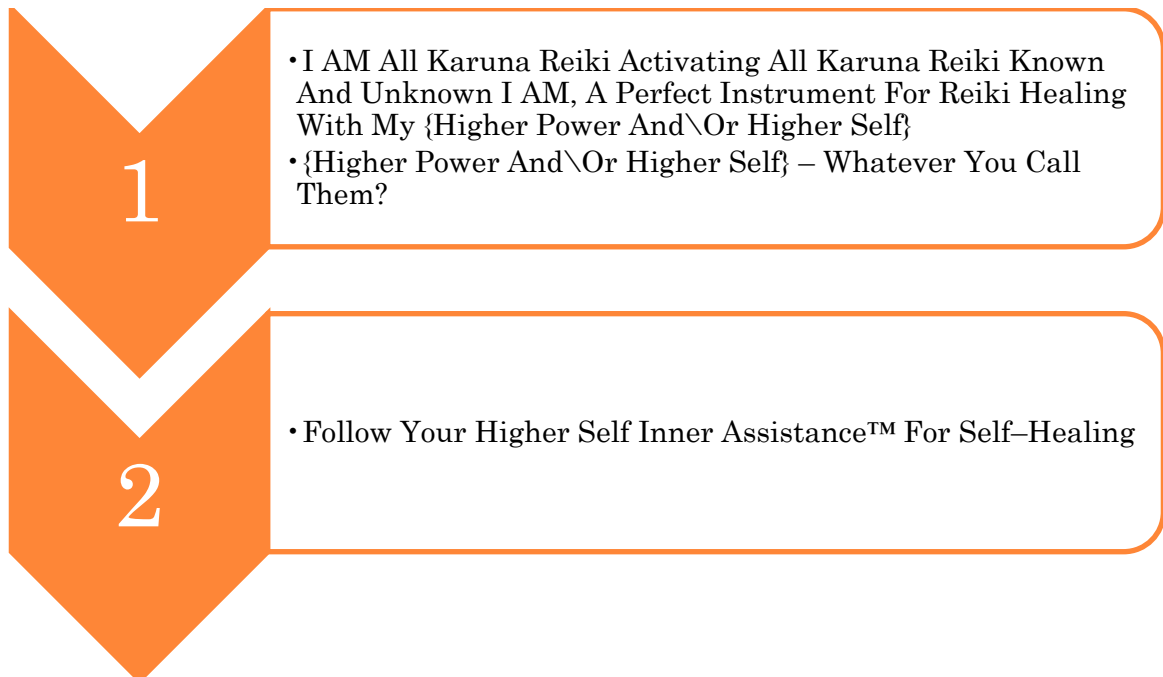 1
•I AM All Karuna Reiki Activating All Karuna Reiki Known
And Unknown I AM, A Perfect Instrument For Reiki Healing
With My {Higher Power And\Or Higher Self}
•{Higher Power And\Or Higher Self} – Whatever You Call
Them?
2
•Follow Your Higher Self Inner Assistance™ For Self–Healing